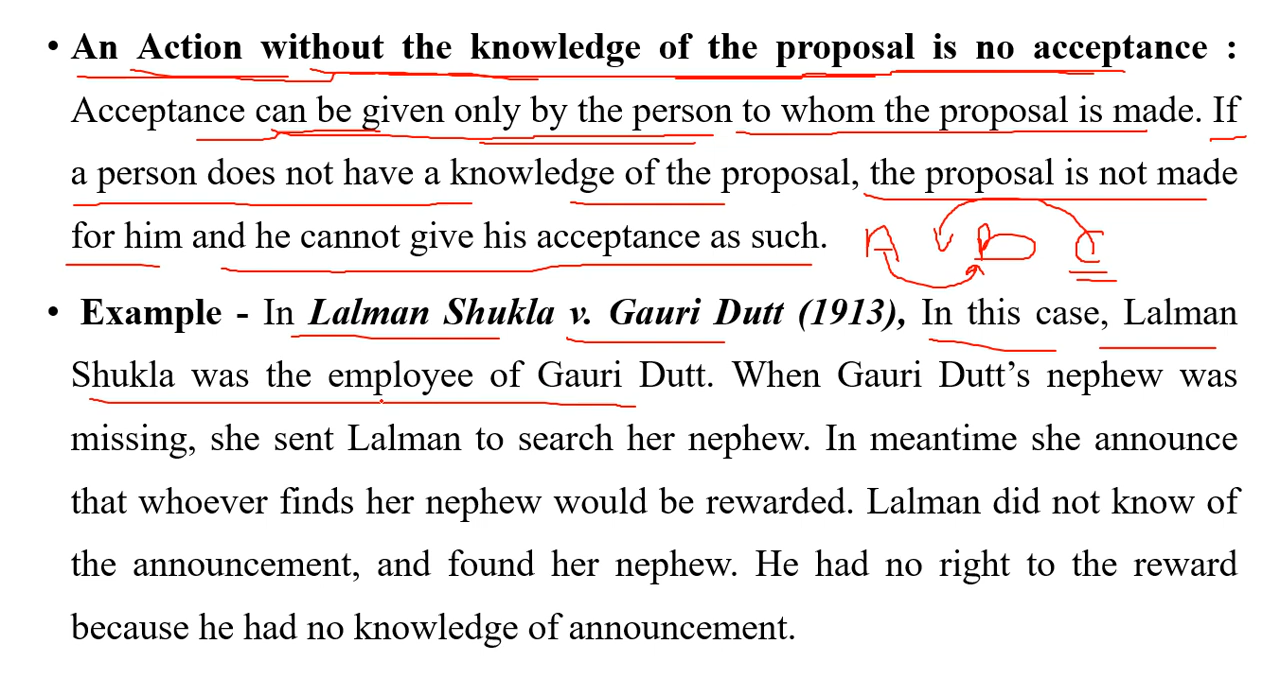 • An Action without the knowledge of the proposal is no acceptance :
Acceptance can be given only by the person to whom the proposal is made. If
a person does not have a knowledge of the proposal, the proposal is not made
for him and he cannot give his acceptance as such. A B C
• Example - In Lalman Shukla v. Gauri Dutt (1913), In this case, Lalman
Shukla was the employee of Gauri Dutt. When Gauri Dutt’s nephew was
missing, she sent Lalman to search her nephew. In meantime she announce
that whoever finds her nephew would be rewarded. Lalman did not know of
the announcement, and found her nephew. He had no right to the reward
because he had no knowledge of announcement.